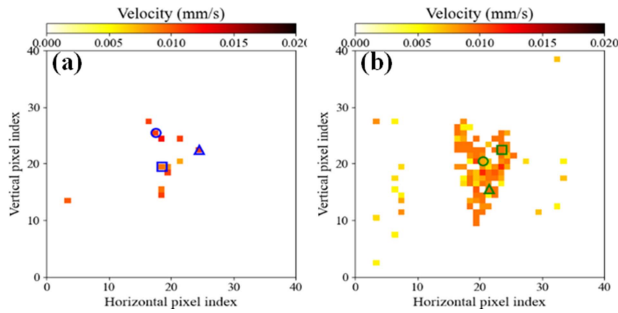 Velocity (mm/s) Velocity (mm/s)
0.000 0.005 0.010 0.015 0.020 0.000 0.005 0.010 0.015 0.020
(a) (b)
40 40
30 30
20 20
10 10
0 0
Vertical pixel index Vertical pixel index
0 10 20 30 40 0 10 20 30 40
Horizontal pixel index Horizontal pixel index